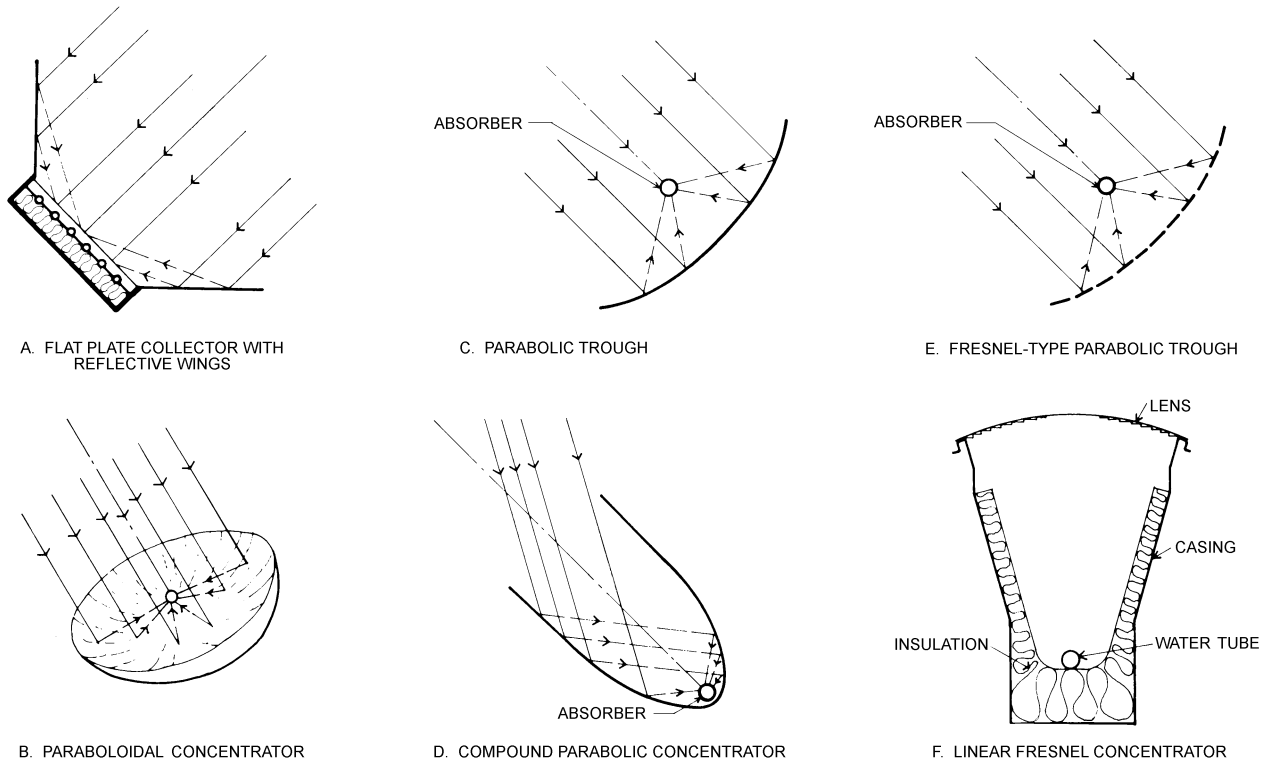 ABSORBER
ABSORBER
A. FLAT PLATE COLLECTOR WITH
REFLECTIVE WINGS
C. PARABOLIC TROUGH
E. FRESNEL-TYPE PARABOLIC TROUGH
LENS
CASING
INSULATION
WATER TUBE
ABSORBER
B. PARABOLOIDAL CONCENTRATOR
D. COMPOUND PARABOLIC CONCENTRATOR
F. LINEAR FRESNEL CONCENTRATOR